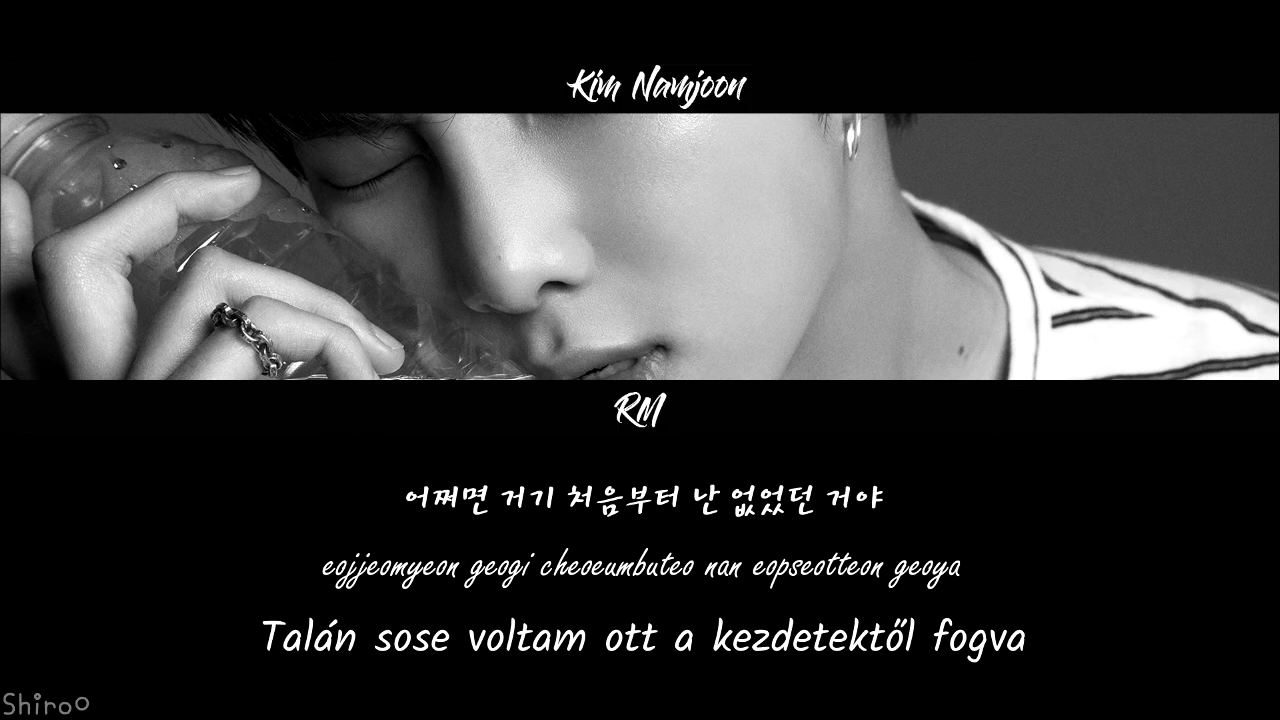 Kim Namjoon
RM
어쩌면 거기 처음부터 난 없었던 거야
eojjeomyeon geogi cheoeumbuteo nan eopseotteon geoya
Talán sose voltam ott a kezdetektől fogva
Shiroo